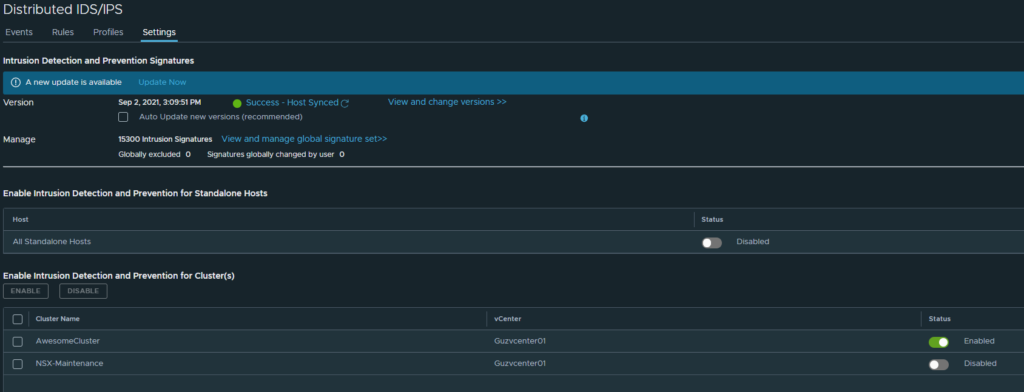 Distributed IDS/IPS
Events Rules Profiles Settings
Intrusion Detection and Prevention Signatures
A new update is available Update Now
Version Sep 2, 2021, 3:09:51 PM Success - Host Synced View and change versions >>
Auto Update new versions (recommended)
Manage 15300 Intrusion Signatures View and manage global signature set>>
Globally excluded 0 Signatures globally changed by user 0
Enable Intrusion Detection and Prevention for Standalone Hosts
Host Status
All Standalone Hosts Disabled
Enable Intrusion Detection and Prevention for Cluster(s)
ENABLE DISABLE
Cluster Name vCenter Status
AwesomeCluster Guzvcenter01 Enabled
NSX-Maintenance Guzvcenter01 Disabled